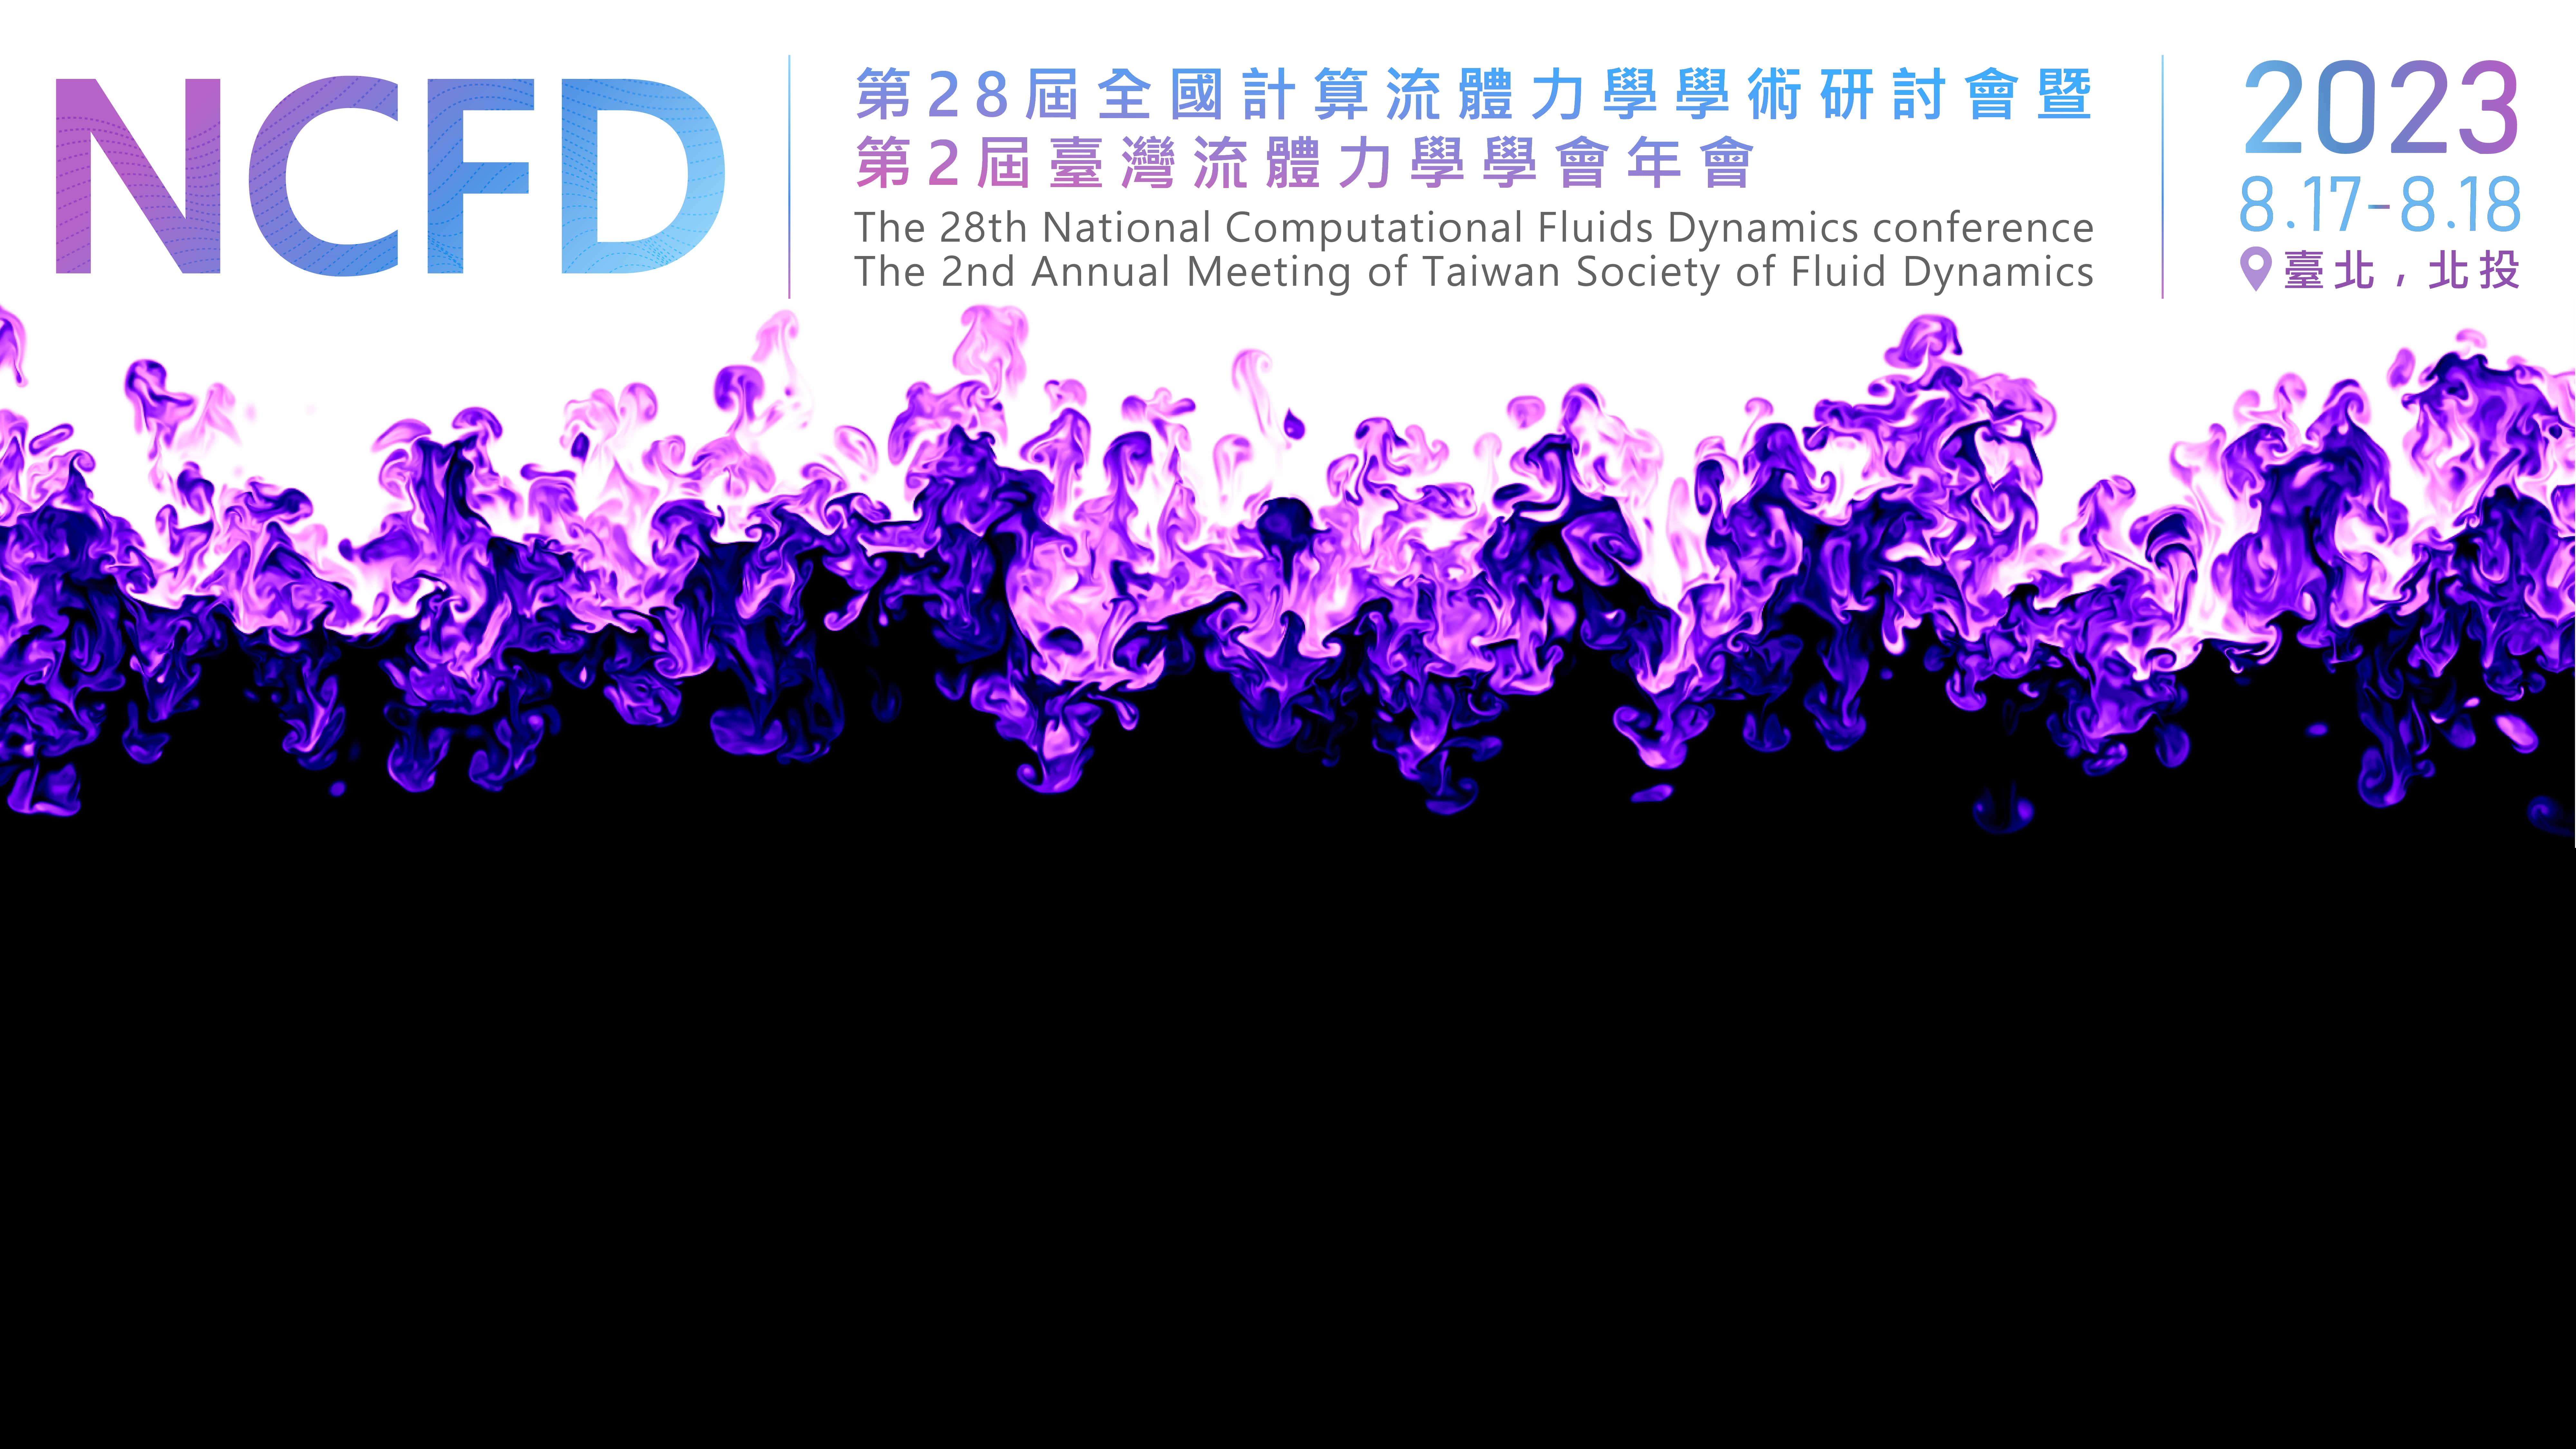 NCFD
第28屆全國計算流體力學學術研討會暨
第2屆臺灣流體力學學會年會
The 28th National Computational Fluids Dynamics conference
The 2nd Annual Meeting of Taiwan Society of Fluid Dynamics
2023
8.17-8.18
臺北，北投